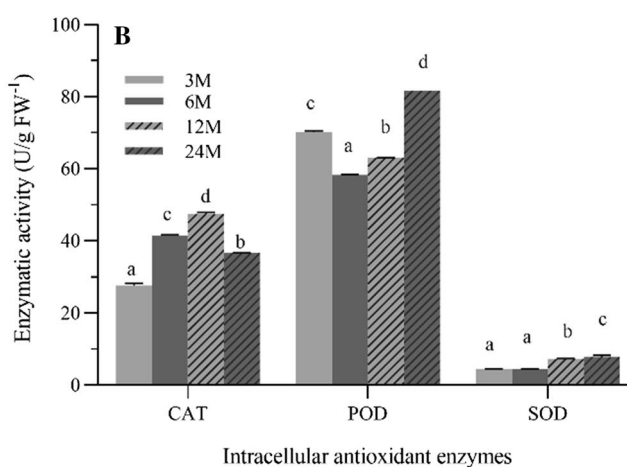 B
3M
6M
12M
24M
Enzymatic activity (U/g FW⁻¹)
100
80
60
40
20
0
a
c
d
b
c
a
b
d
a
a
b
c
CAT
POD
SOD
Intracellular antioxidant enzymes